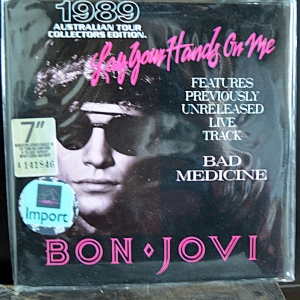 1989
AUSTRALIAN TOUR
COLLECTORS EDITION.
Lay Your Hands On Me
FEATURES
PREVIOUSLY
UNRELEASED
LIVE
TRACK
BAD
MEDICINE
7"
A 141846
Import
BON • JOVI